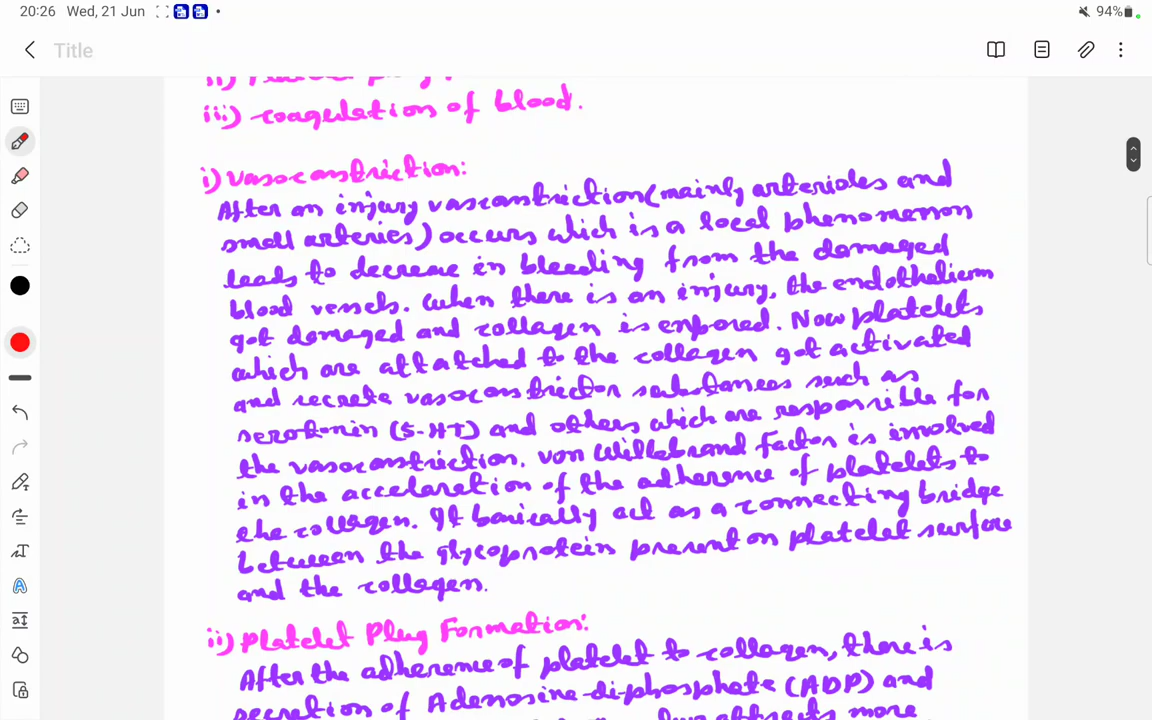 20:26 Wed, 21 Jun
94%
Title
iii) coagulation of blood.
i) vasoconstriction:
After an injury vasconstriction (mainly arterioles and
small arteries) occurs which is a local phenomenon
leads to decrease in bleeding from the damaged
blood vessels. When there is an injury, the endothelium
got damaged and collagen is exposed. Now platelets
which are attatched to the collagen got activated
and secrete vasoconstrictor substances such as
serotonin (5-HT) and others which are responsible for
the vasoconstriction. von Willebrand factor is involved
in the accelaration of the adherence of platelets to
the collagen. It basically act as a connecting bridge
between the glycoprotein present on platelet surface
and the collagen.
ii) Platelet Plug Formation:
After the adherence of platelet to collagen, there is
secretion of Adenosine-di-phosphate (ADP) and
attracts more